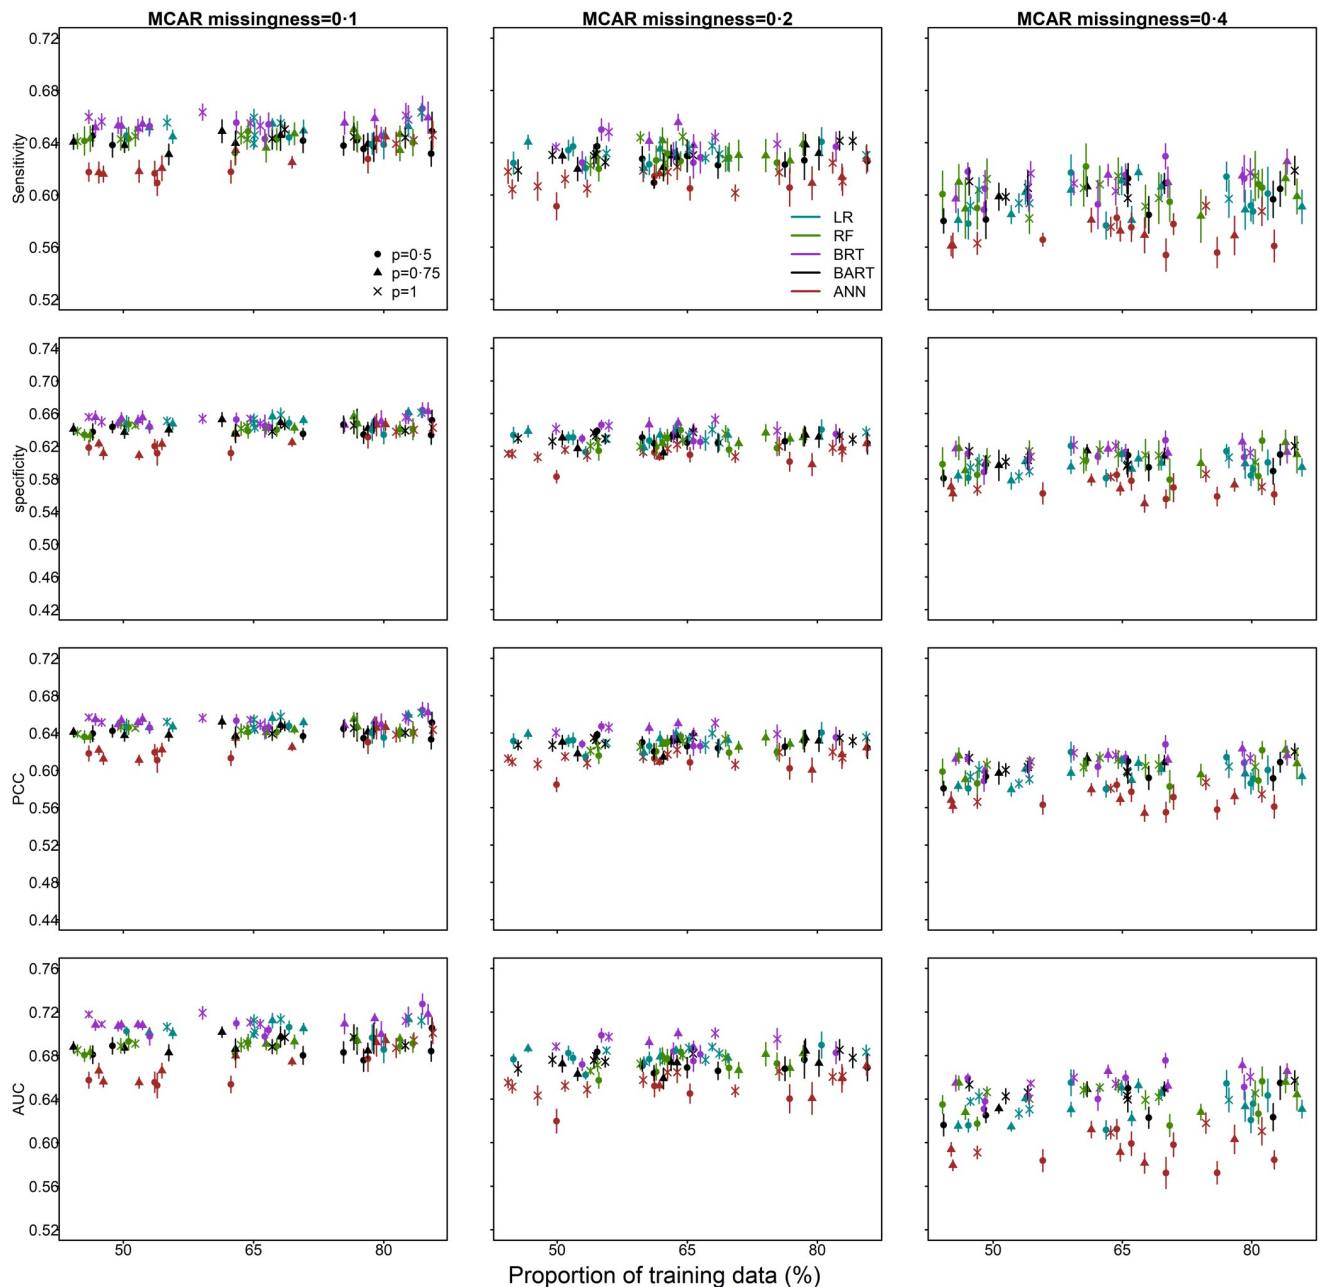 MCAR missingness=0·1
MCAR missingness=0·2
MCAR missingness=0·4
Sensitivity
0.72
0.68
0.64
0.60
0.56
0.52
p=0·5
p=0·75
p=1
LR
RF
BRT
BART
ANN
specificity
0.74
0.70
0.66
0.62
0.58
0.54
0.50
0.46
0.42
PCC
0.72
0.68
0.64
0.60
0.56
0.52
0.48
0.44
AUC
0.76
0.72
0.68
0.64
0.60
0.56
0.52
50
65
80
50
65
80
50
65
80
Proportion of training data (%)